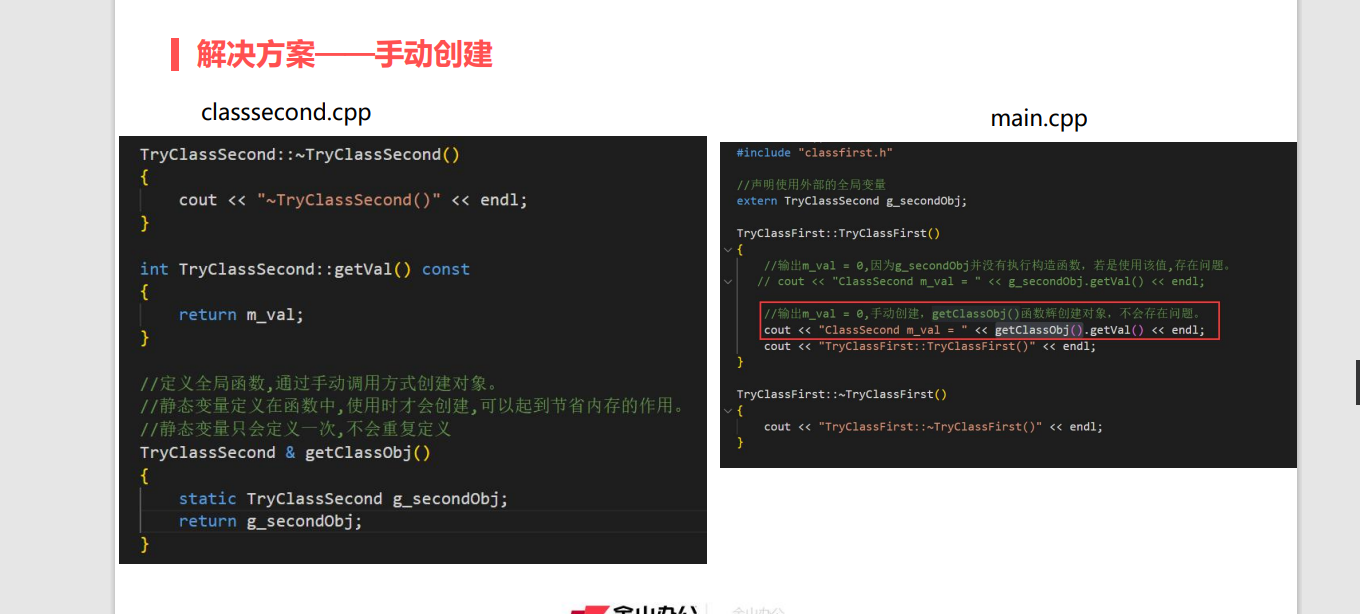 解决方案——手动创建
classsecond.cpp
TryClassSecond::~TryClassSecond()
{
cout << "~TryClassSecond()" << endl;
}
int TryClassSecond::getVal() const
{
return m_val;
}
//定义全局函数,通过手动调用方式创建对象。
//静态变量定义在函数中,使用时才会创建,可以起到节省内存的作用。
//静态变量只会定义一次,不会重复定义
TryClassSecond & getClassObj()
{
static TryClassSecond g_secondObj;
return g_secondObj;
}
main.cpp
#include "classfirst.h"
//声明使用外部的全局变量
extern TryClassSecond g_secondObj;
TryClassFirst::TryClassFirst()
{
//输出m_val = 0,因为g_secondObj并没有执行构造函数，若是使用该值,存在问题。
// cout << "ClassSecond m_val = " << g_secondObj.getVal() << endl;
//输出m_val = 0,手动创建，getClassObj()函数辉创建对象，不会存在问题。
cout << "ClassSecond m_val = " << getClassObj().getVal() << endl;
cout << "TryClassFirst::TryClassFirst()" << endl;
}
TryClassFirst::~TryClassFirst()
{
cout << "TryClassFirst::~TryClassFirst()" << endl;
}
金山办公
金山办公